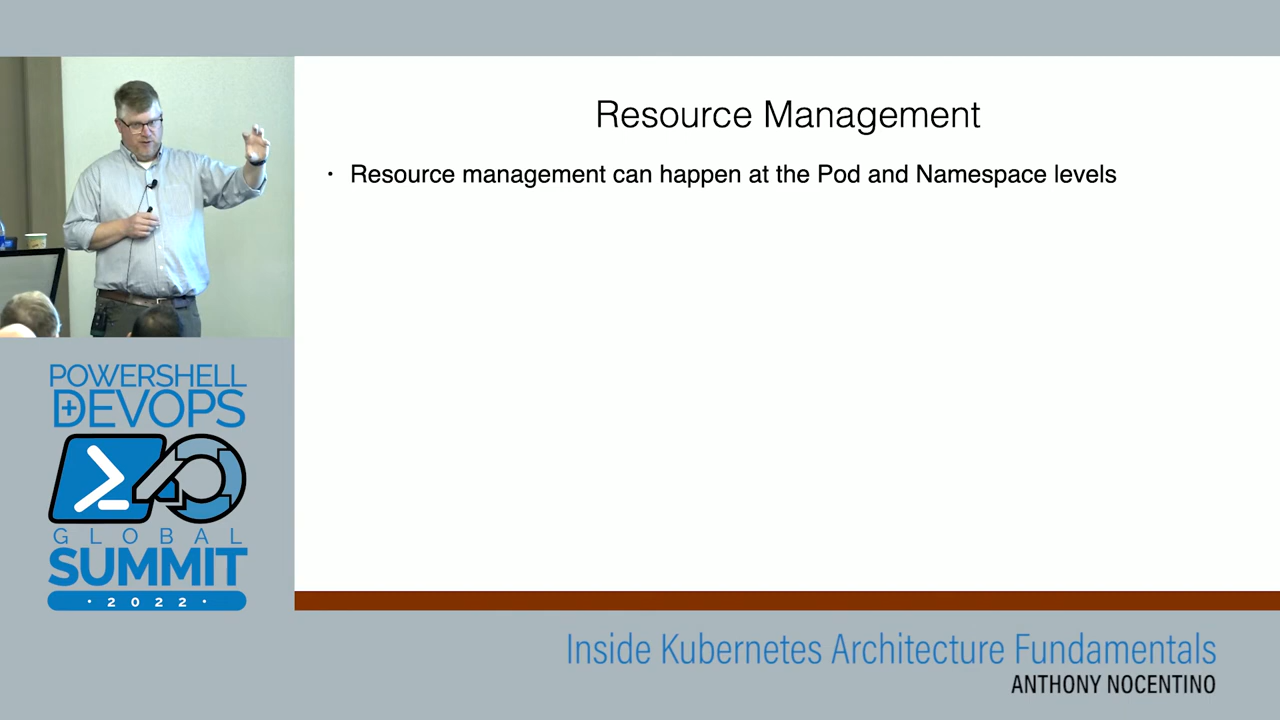 Resource Management
• Resource management can happen at the Pod and Namespace levels
POWERSHELL
+DEVOPS
GLOBAL
SUMMIT
· 2022 ·
Inside Kubernetes Architecture Fundamentals
ANTHONY NOCENTINO